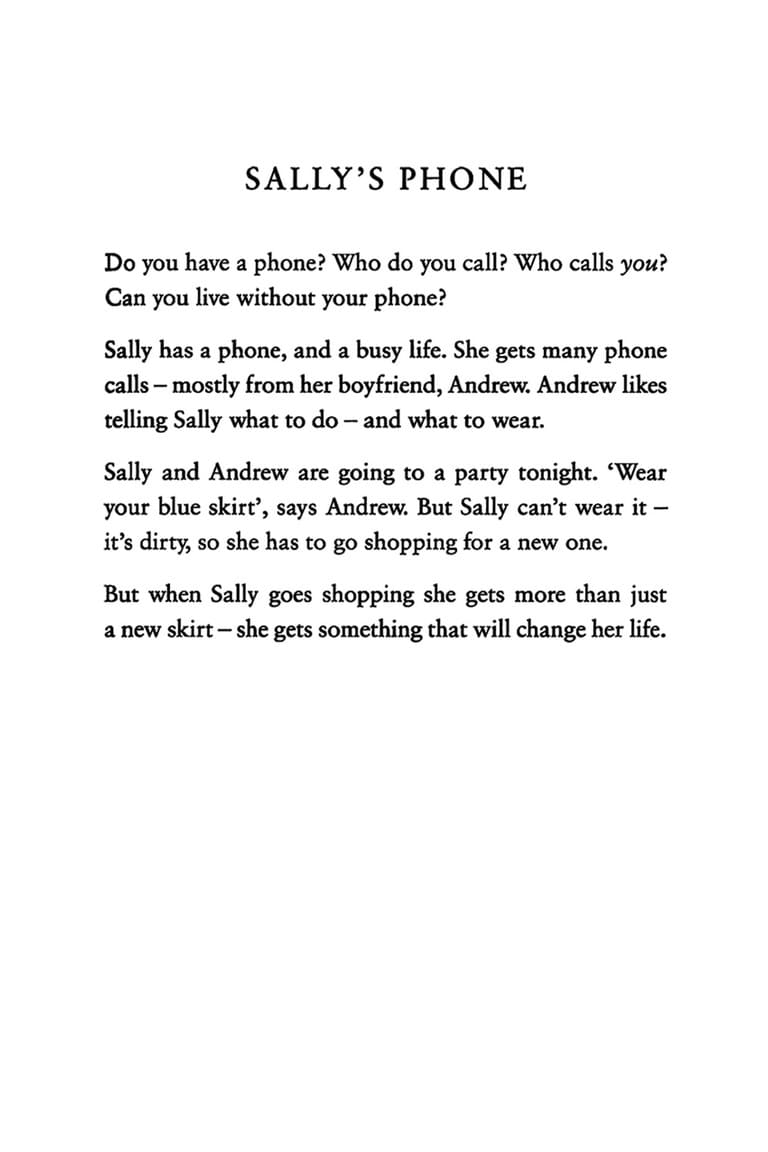 SALLY’S PHONE
Do you have a phone? Who do you call? Who calls you?
Can you live without your phone?
Sally has a phone, and a busy life. She gets many phone
calls – mostly from her boyfriend, Andrew. Andrew likes
telling Sally what to do – and what to wear.
Sally and Andrew are going to a party tonight. ‘Wear
your blue skirt’, says Andrew. But Sally can’t wear it –
it’s dirty, so she has to go shopping for a new one.
But when Sally goes shopping she gets more than just
a new skirt – she gets something that will change her life.